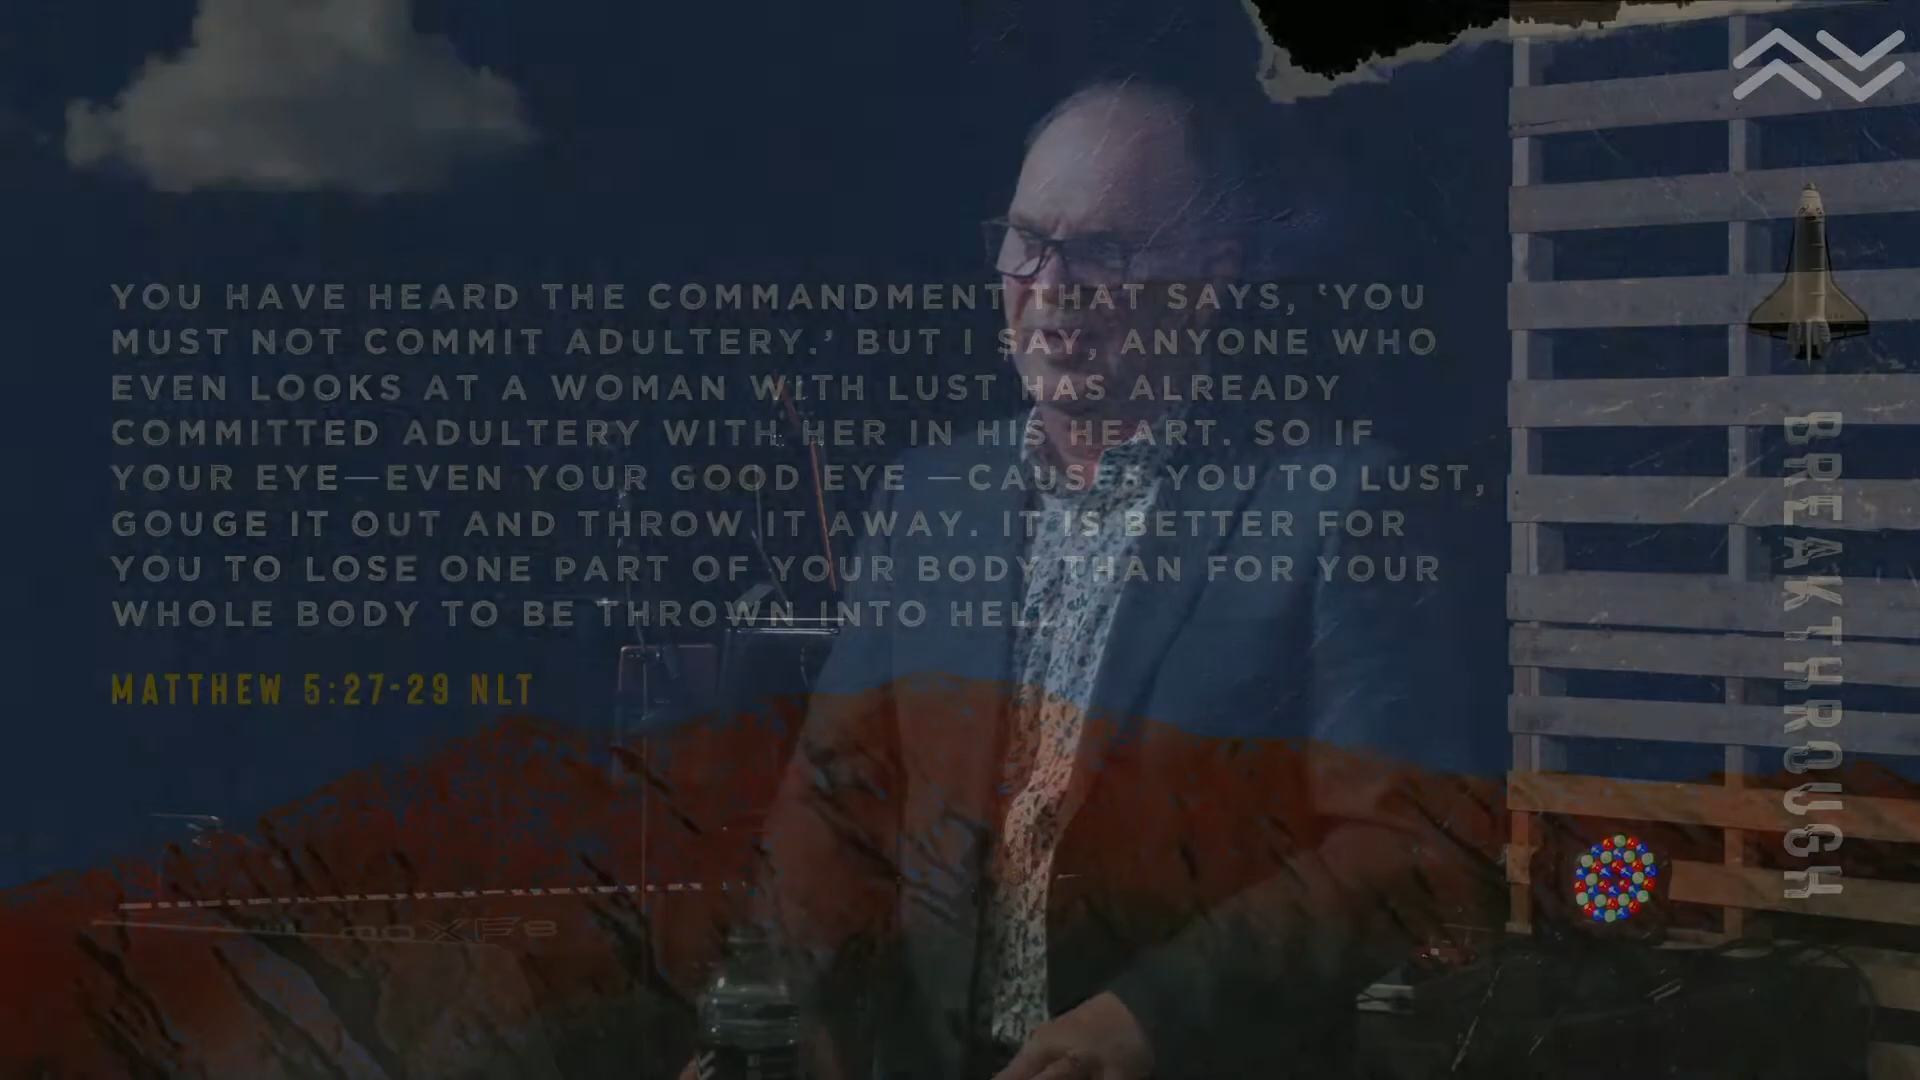 YOU HAVE HEARD THE COMMANDMENT THAT SAYS, ‘YOU
MUST NOT COMMIT ADULTERY.’ BUT I SAY, ANYONE WHO
EVEN LOOKS AT A WOMAN WITH LUST HAS ALREADY
COMMITTED ADULTERY WITH HER IN HIS HEART. SO IF
YOUR EYE—EVEN YOUR GOOD EYE —CAUSES YOU TO LUST,
GOUGE IT OUT AND THROW IT AWAY. IT IS BETTER FOR
YOU TO LOSE ONE PART OF YOUR BODY THAN FOR YOUR
WHOLE BODY TO BE THROWN INTO HELL.
MATTHEW 5:27-29 NLT
BREAKTHROUGH
XF8